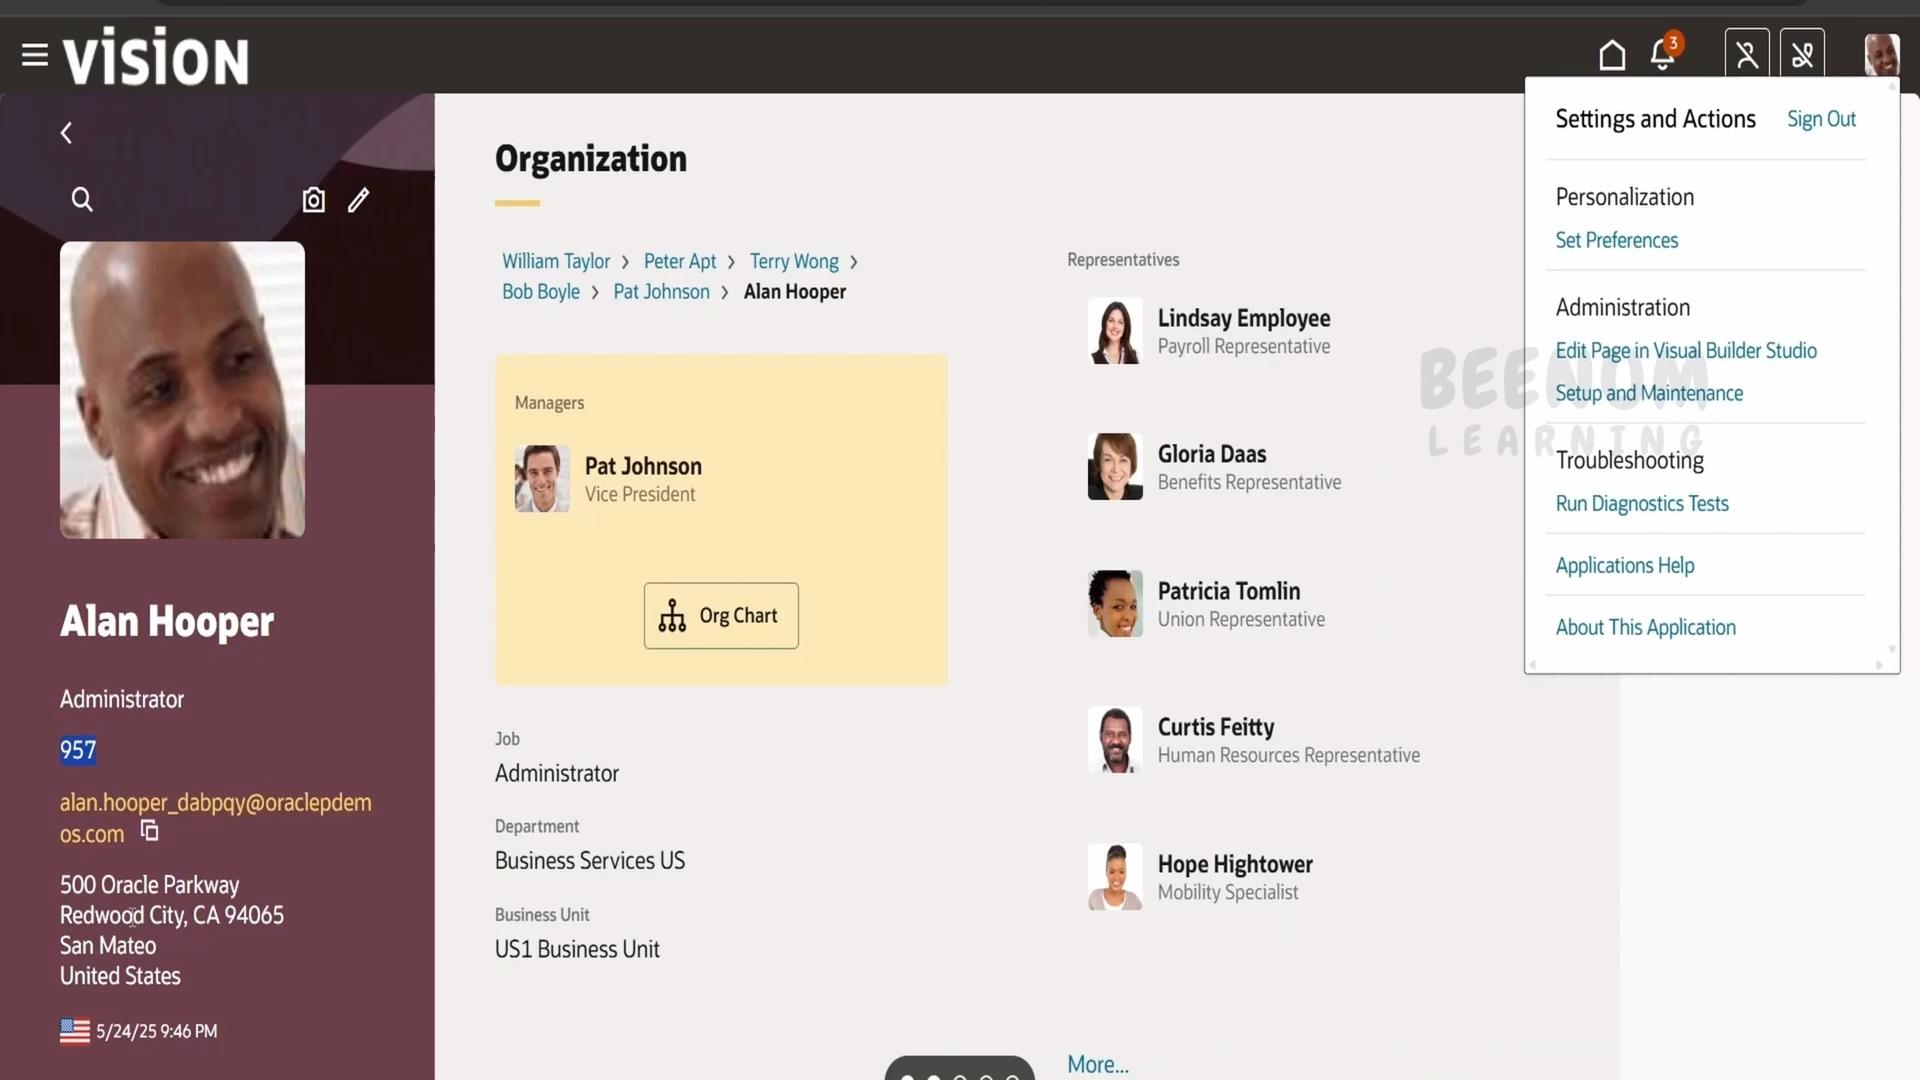 vision
3
Settings and Actions
Sign Out
Personalization
Set Preferences
Administration
Edit Page in Visual Builder Studio
Setup and Maintenance
Troubleshooting
Run Diagnostics Tests
Applications Help
About This Application
BEENOM
LEARNING
Alan Hooper
Administrator
957
alan.hooper_dabpqy@oraclepdem
os.com
500 Oracle Parkway
Redwood City, CA 94065
San Mateo
United States
5/24/25 9:46 PM
Organization
William Taylor > Peter Apt > Terry Wong >
Bob Boyle > Pat Johnson > Alan Hooper
Managers
Pat Johnson
Vice President
Org Chart
Job
Administrator
Department
Business Services US
Business Unit
US1 Business Unit
Representatives
Lindsay Employee
Payroll Representative
Gloria Daas
Benefits Representative
Patricia Tomlin
Union Representative
Curtis Feitty
Human Resources Representative
Hope Hightower
Mobility Specialist
More...